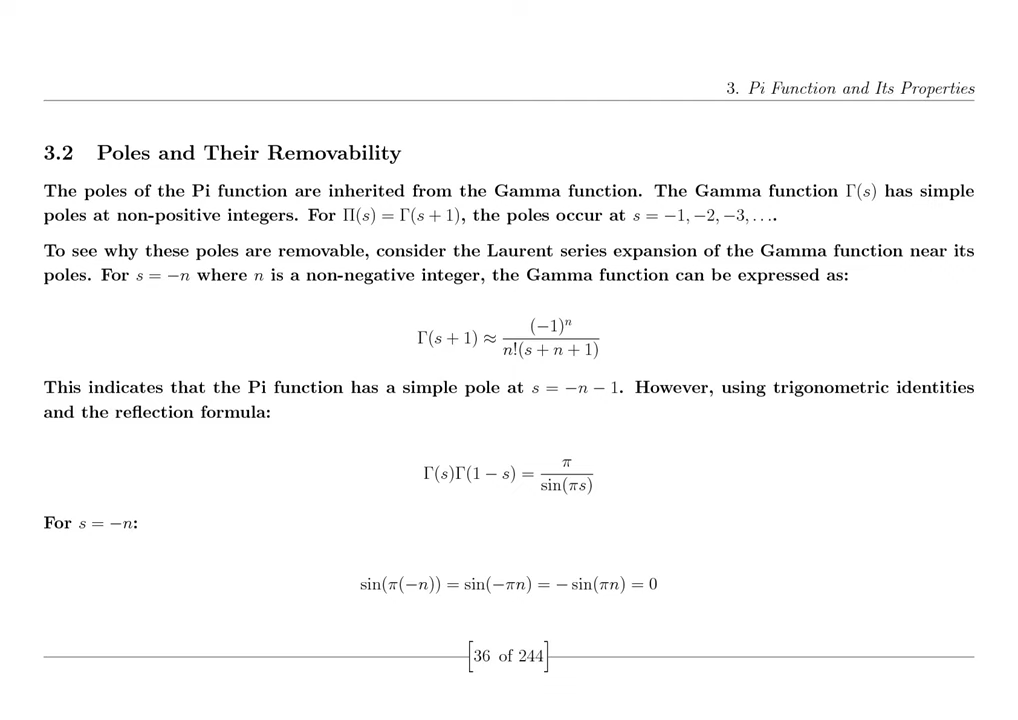 3. Pi Function and Its Properties
3.2 Poles and Their Removability
The poles of the Pi function are inherited from the Gamma function. The Gamma function Γ(s) has simple
poles at non-positive integers. For Π(s) = Γ(s + 1), the poles occur at s = −1, −2, −3, . . ..
To see why these poles are removable, consider the Laurent series expansion of the Gamma function near its
poles. For s = −n where n is a non-negative integer, the Gamma function can be expressed as:
Γ(s + 1) ≈ (−1)ⁿ / n!(s + n + 1)
This indicates that the Pi function has a simple pole at s = −n − 1. However, using trigonometric identities
and the reflection formula:
Γ(s)Γ(1 − s) = π / sin(πs)
For s = −n:
sin(π(−n)) = sin(−πn) = − sin(πn) = 0
[36 of 244]